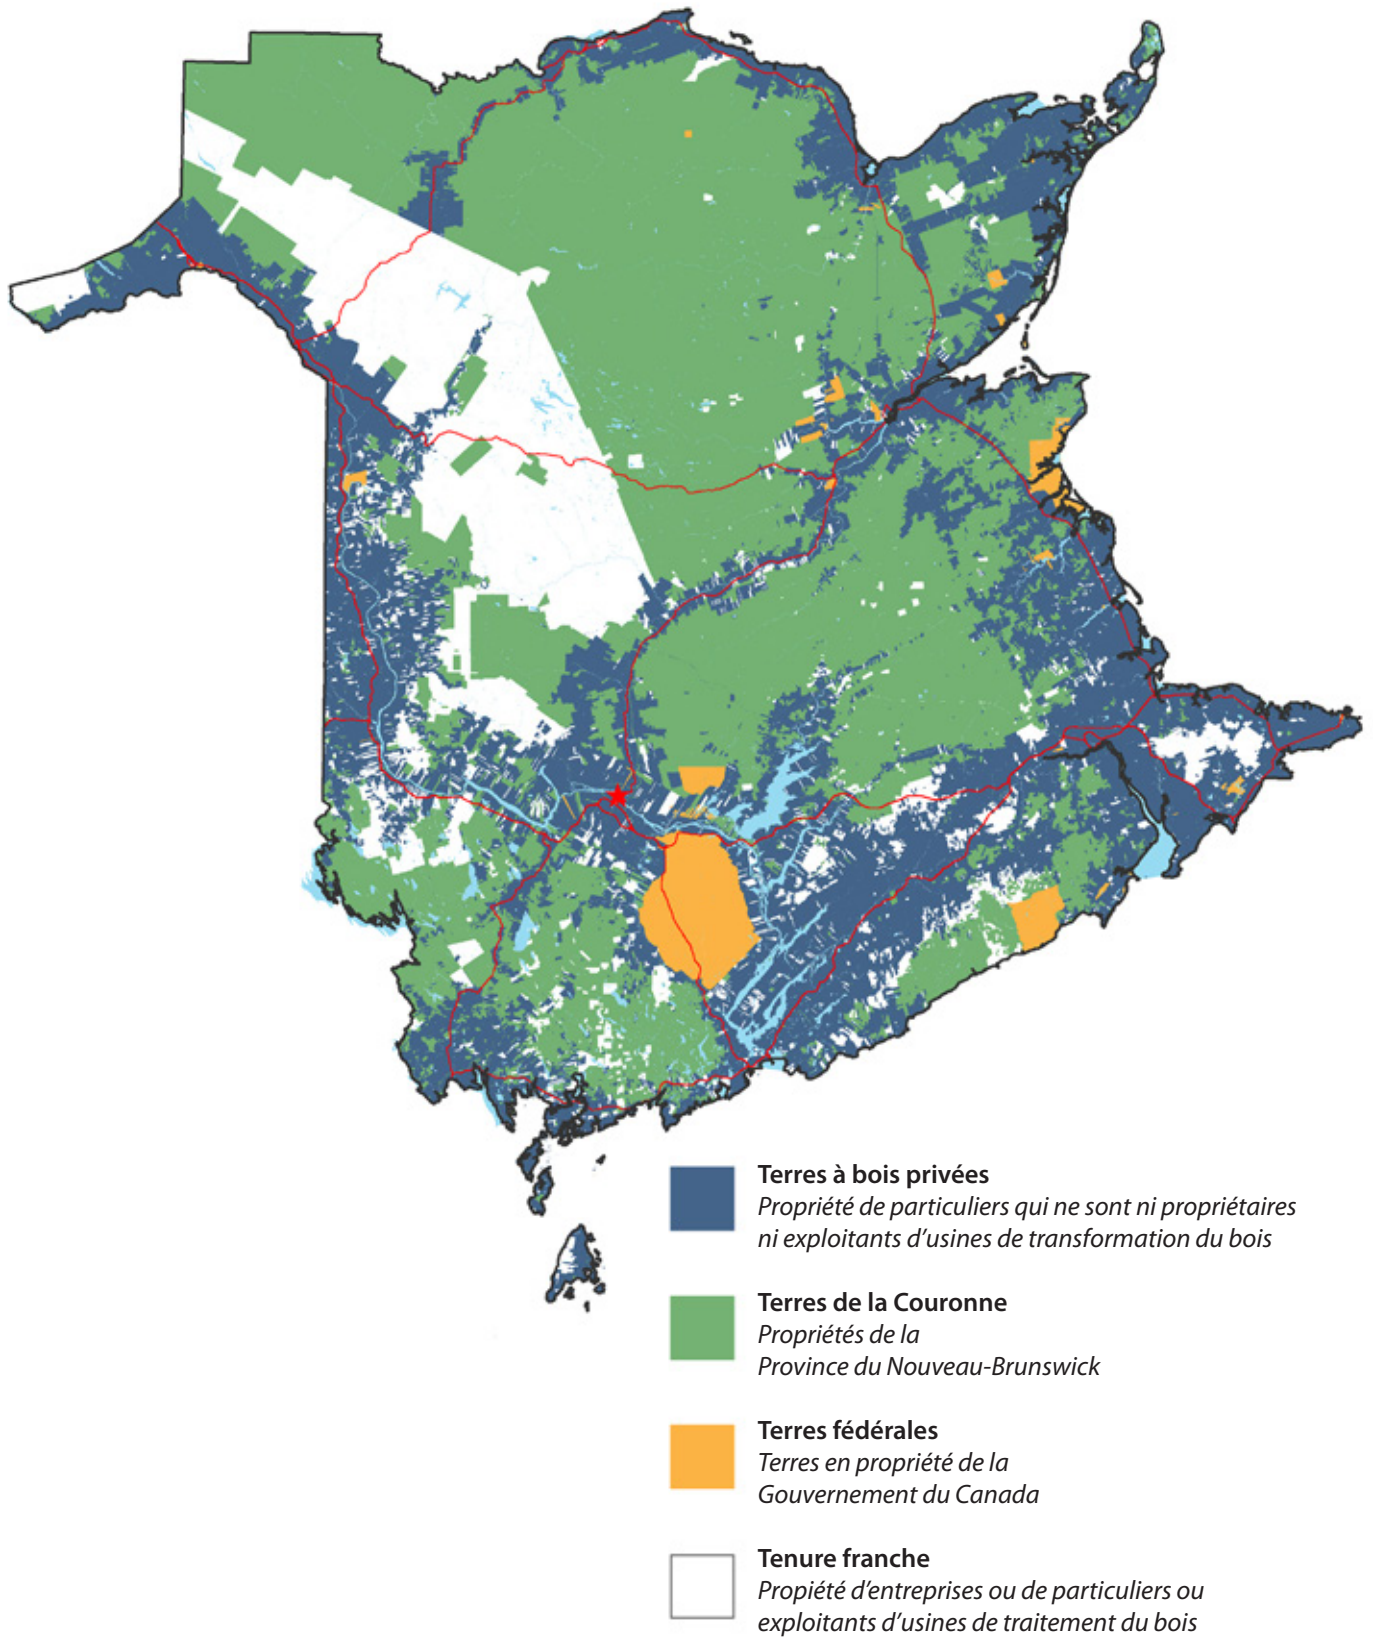 Terres à bois privées
Propriété de particuliers qui ne sont ni propriétaires
ni exploitants d'usines de transformation du bois
Terres de la Couronne
Propriétés de la
Province du Nouveau-Brunswick
Terres fédérales
Terres en propriété de la
Gouvernement du Canada
Tenure franche
Propiété d'entreprises ou de particuliers ou
exploitants d'usines de traitement du bois